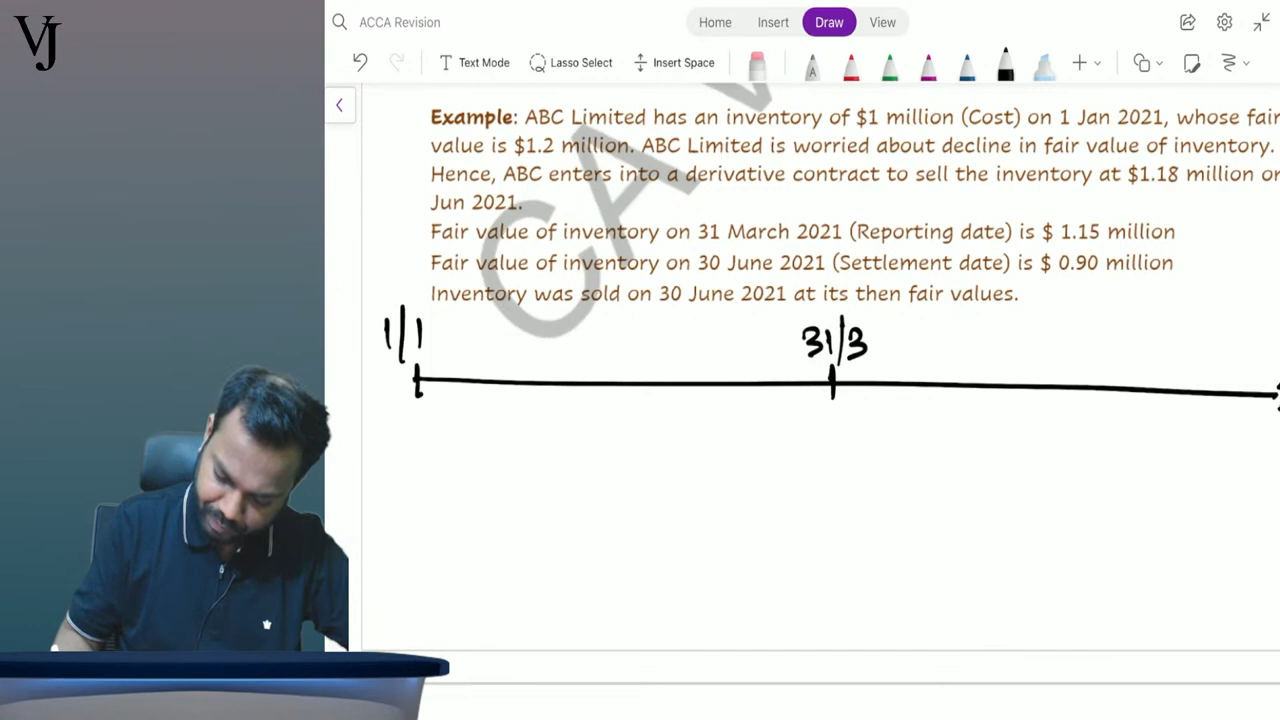 VJ
ACCA Revision
Home Insert Draw View
Text Mode Lasso Select Insert Space
A
CA V
Example: ABC Limited has an inventory of $1 million (Cost) on 1 Jan 2021, whose fair
value is $1.2 million. ABC Limited is worried about decline in fair value of inventory.
Hence, ABC enters into a derivative contract to sell the inventory at $1.18 million on
Jun 2021.
Fair value of inventory on 31 March 2021 (Reporting date) is $ 1.15 million
Fair value of inventory on 30 June 2021 (Settlement date) is $ 0.90 million
Inventory was sold on 30 June 2021 at its then fair values.
1/1
31/3